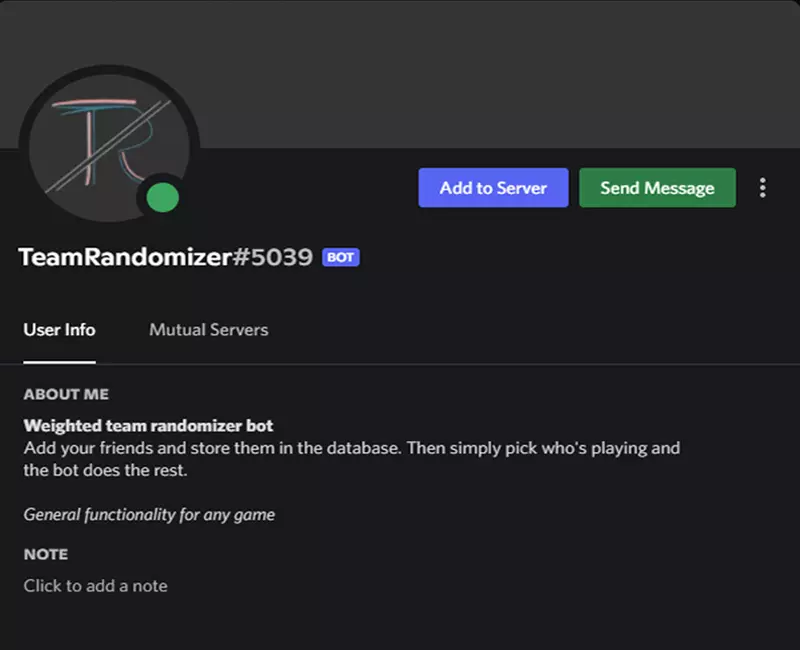 TR
Add to Server
Send Message
TeamRandomizer#5039 BOT
User Info
Mutual Servers
ABOUT ME
Weighted team randomizer bot
Add your friends and store them in the database. Then simply pick who's playing and
the bot does the rest.
General functionality for any game
NOTE
Click to add a note